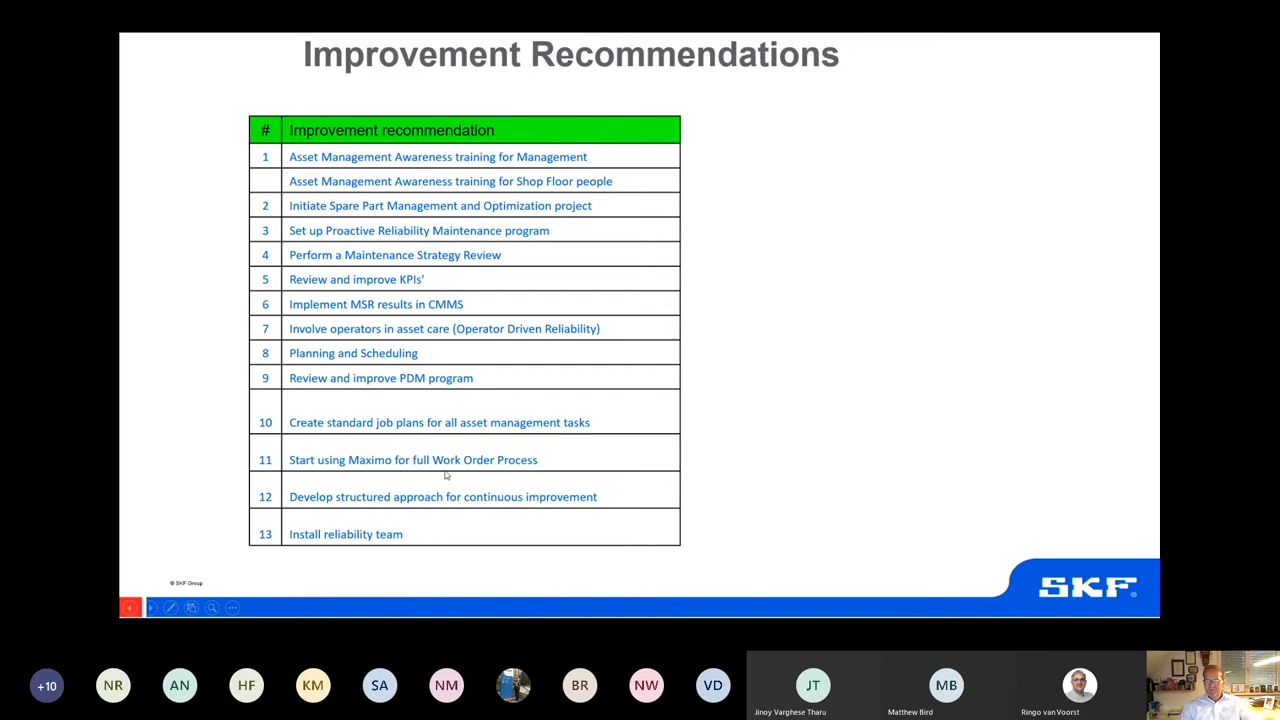 Improvement Recommendations
# Improvement recommendation
1 Asset Management Awareness training for Management
Asset Management Awareness training for Shop Floor people
2 Initiate Spare Part Management and Optimization project
3 Set up Proactive Reliability Maintenance program
4 Perform a Maintenance Strategy Review
5 Review and improve KPIs'
6 Implement MSR results in CMMS
7 Involve operators in asset care (Operator Driven Reliability)
8 Planning and Scheduling
9 Review and improve PDM program
10 Create standard job plans for all asset management tasks
11 Start using Maximo for full Work Order Process
12 Develop structured approach for continuous improvement
13 Install reliability team
© SKF Group
SKF®
+10 NR AN HF KM SA NM BR NW VD JT MB
Jinoy Varghese Tharu Matthew Bird Ringo van Voorst